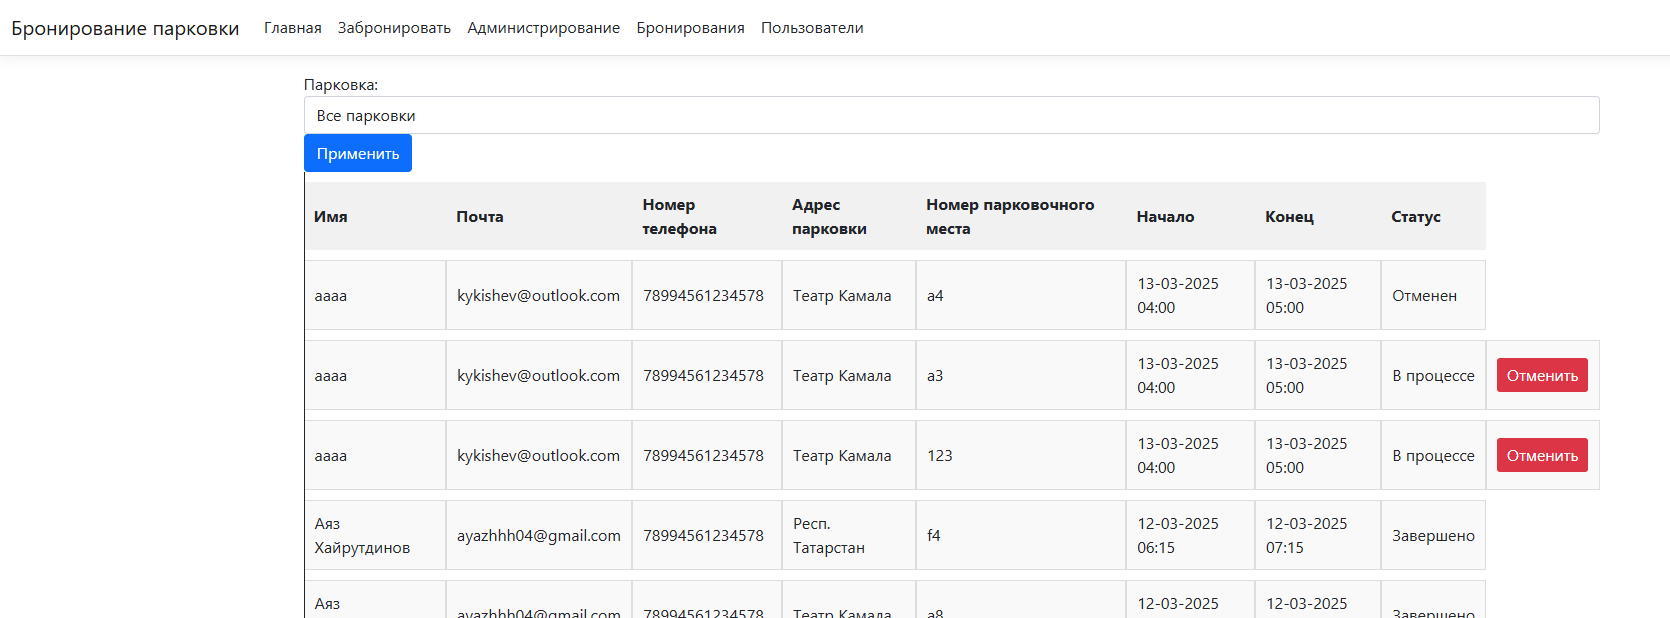 Бронирование парковки Главная Забронировать Администрирование Бронирования Пользователи
Парковка:
Все парковки
Применить
Имя Почта Номер телефона Адрес парковки Номер парковочного места Начало Конец Статус
aaaa kykishev@outlook.com 78994561234578 Театр Камала a4 13-03-2025 04:00 13-03-2025 05:00 Отменен
aaaa kykishev@outlook.com 78994561234578 Театр Камала a3 13-03-2025 04:00 13-03-2025 05:00 В процессе Отменить
aaaa kykishev@outlook.com 78994561234578 Театр Камала 123 13-03-2025 04:00 13-03-2025 05:00 В процессе Отменить
Аяз Хайрутдинов ayazhhh04@gmail.com 78994561234578 Респ. Татарстан f4 12-03-2025 06:15 12-03-2025 07:15 Завершено
Аяз ayazhhh04@gmail.com 78994561234578 Театр Камала a8 12-03-2025 12-03-2025 Завершено